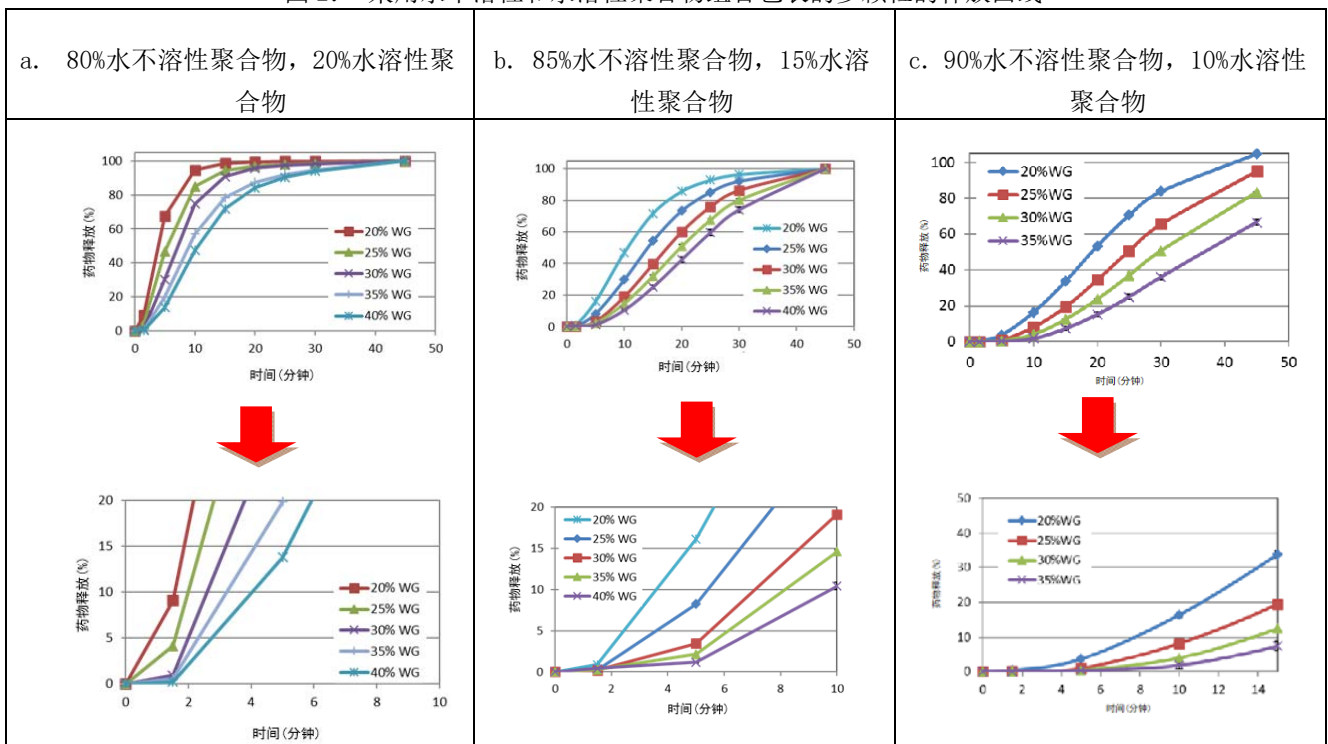 a. 80%水不溶性聚合物，20%水溶性聚
合物
b. 85%水不溶性聚合物，15%水溶
性聚合物
c. 90%水不溶性聚合物，10%水溶性
聚合物
药物释放(%)
100
80
60
40
20
0
20% WG
25% WG
30% WG
35% WG
40% WG
0 10 20 30 40 50
时间(分钟)
药物释放(%)
100
80
60
40
20
0
20% WG
25% WG
30% WG
35% WG
40% WG
0 10 20 30 40 50
时间(分钟)
药物释放(%)
100
80
60
40
20
0
20%WG
25%WG
30%WG
35%WG
0 10 20 30 40 50
时间(分钟)
药物释放(%)
20
15
10
5
0
20% WG
25% WG
30% WG
35% WG
40% WG
0 2 4 6 8 10
时间(分钟)
药物释放(%)
20
15
10
5
0
20% WG
25% WG
30% WG
35% WG
40% WG
0 2 4 6 8 10
时间(分钟)
药物释放(%)
50
40
30
20
10
0
20%WG
25%WG
30%WG
35%WG
0 2 4 6 8 10 12 14
时间(分钟)